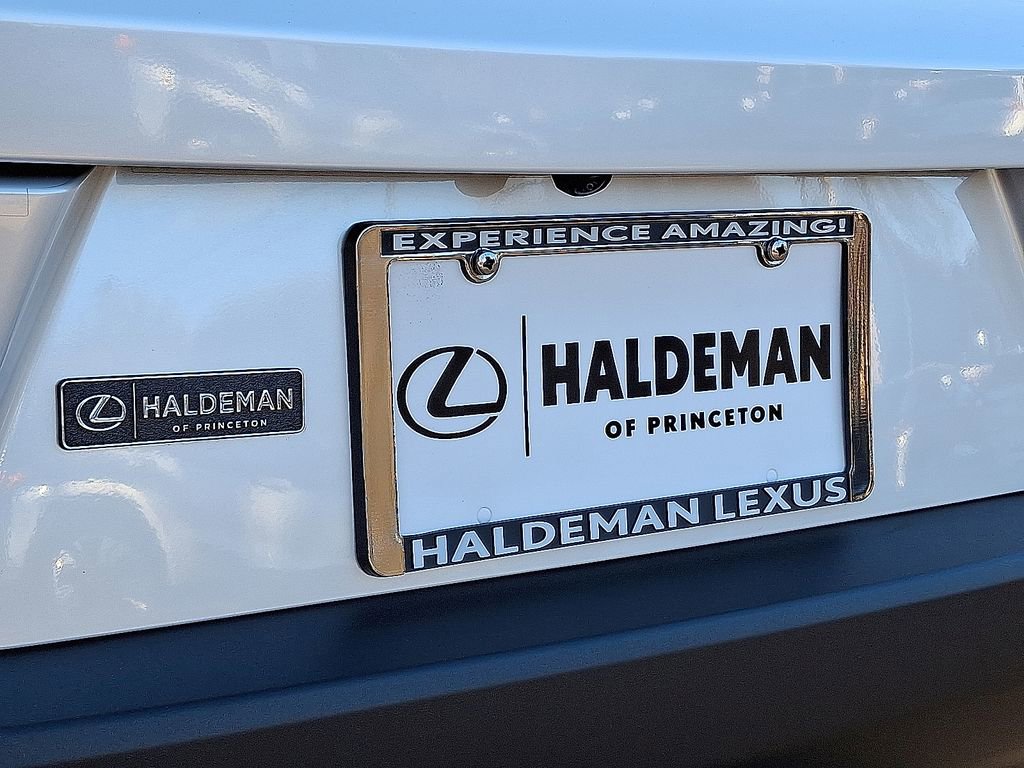 EXPERIENCE AMAZING!
HALDEMAN
OF PRINCETON
HALDEMAN
OF PRINCETON
HALDEMAN LEXUS